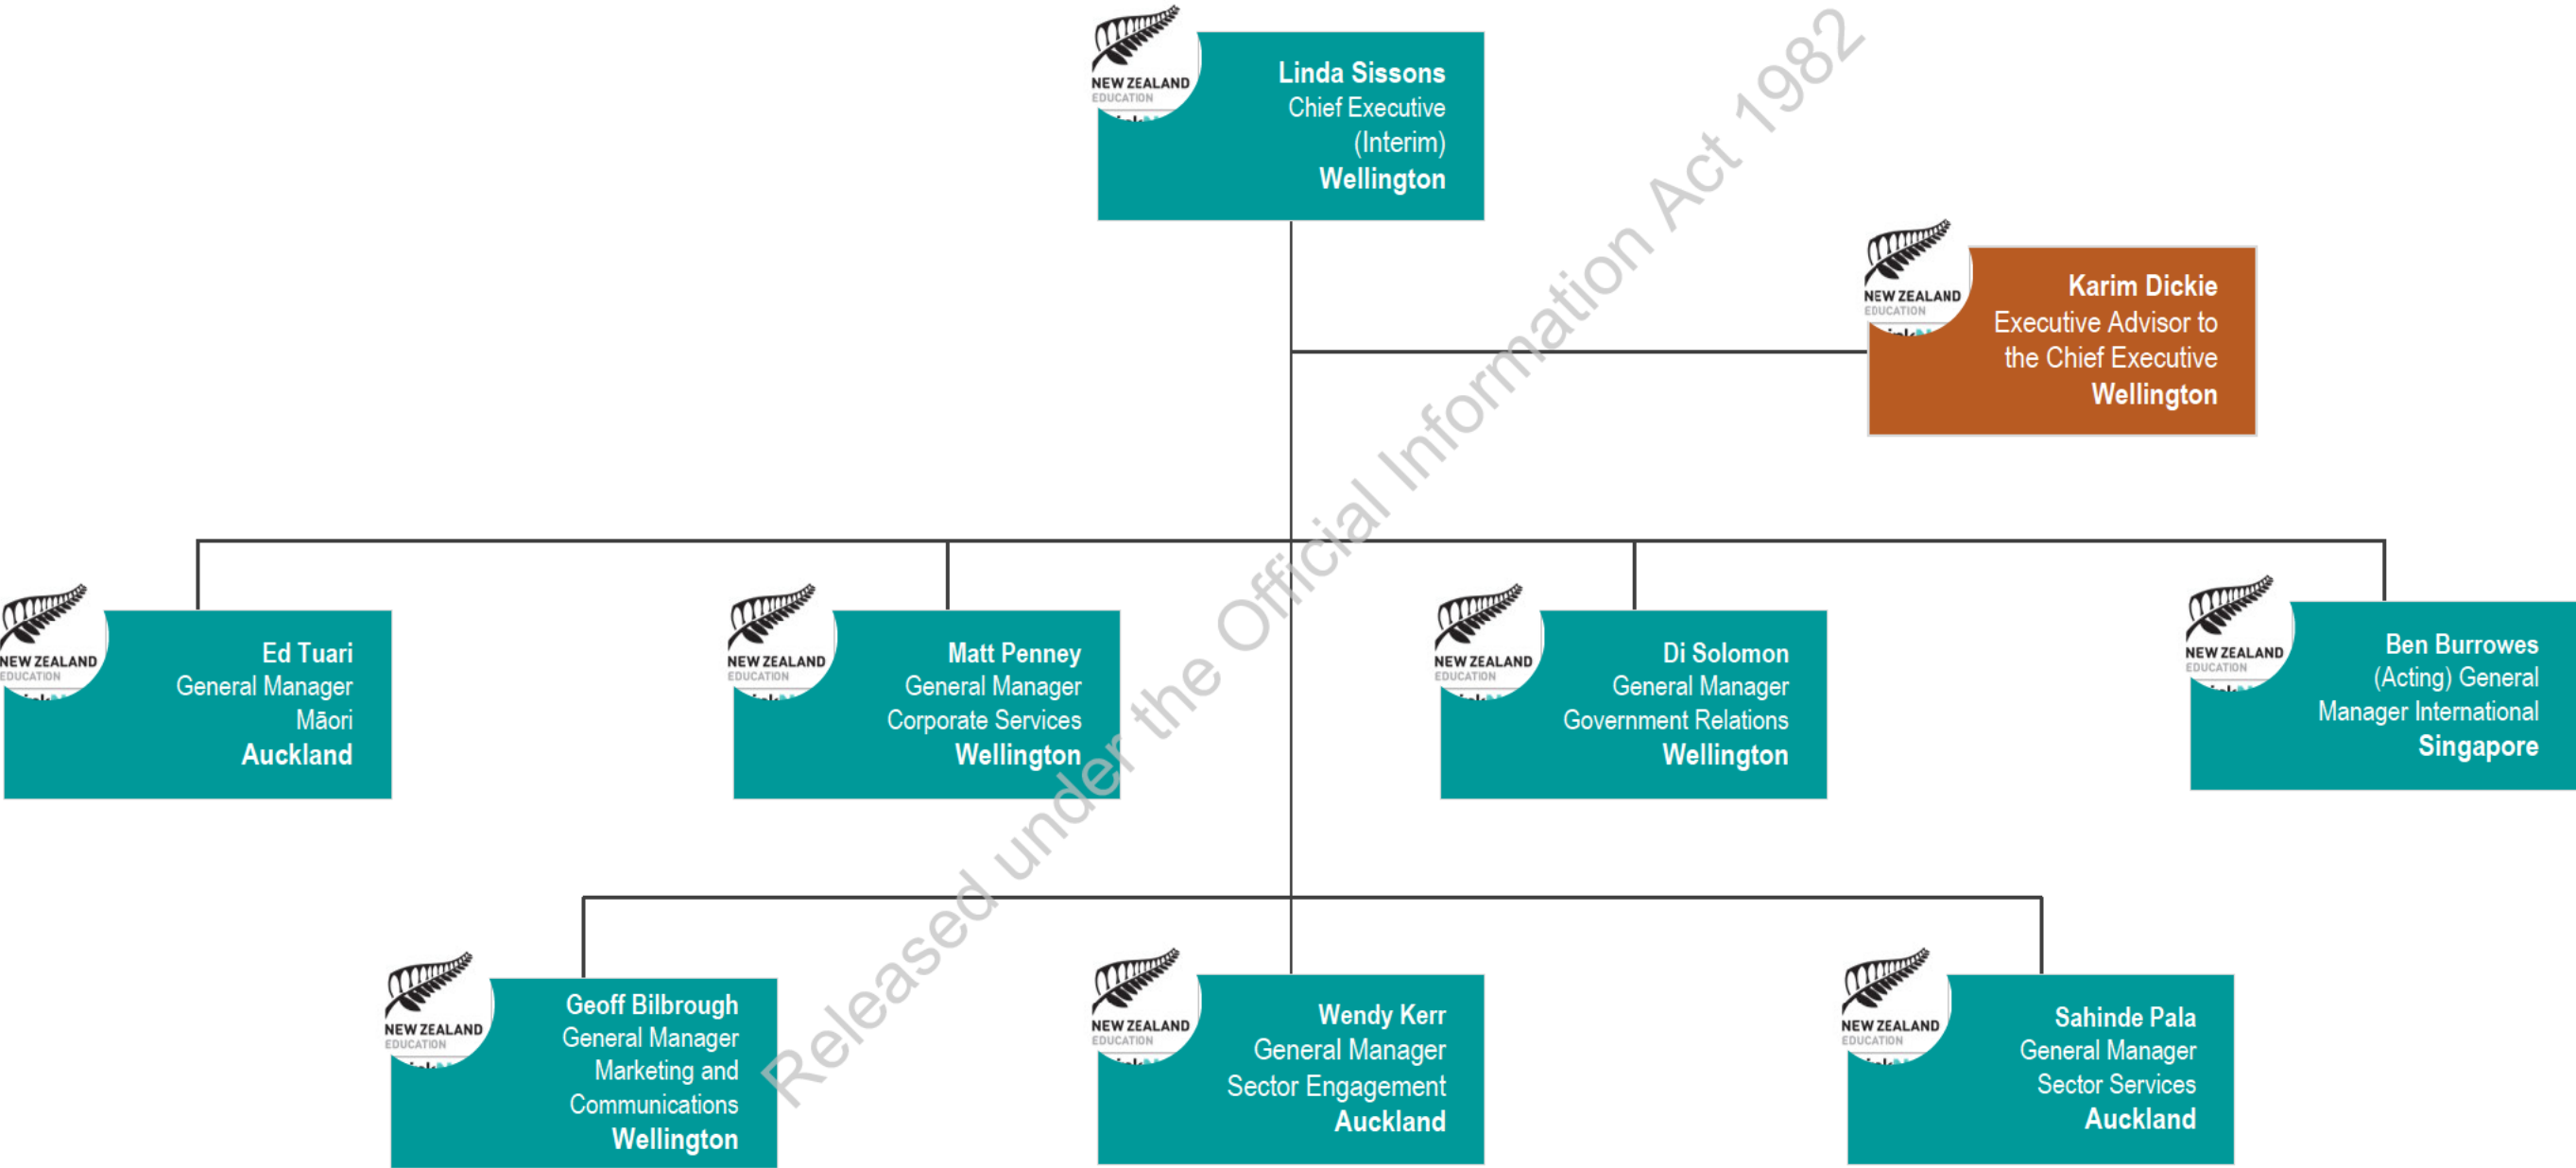 NEW ZEALAND
EDUCATION
Linda Sissons
Chief Executive
(Interim)
Wellington
NEW ZEALAND
EDUCATION
Karim Dickie
Executive Advisor to
the Chief Executive
Wellington
NEW ZEALAND
EDUCATION
Ed Tuari
General Manager
Māori
Auckland
NEW ZEALAND
EDUCATION
Matt Penney
General Manager
Corporate Services
Wellington
NEW ZEALAND
EDUCATION
Di Solomon
General Manager
Government Relations
Wellington
NEW ZEALAND
EDUCATION
Ben Burrowes
(Acting) General
Manager International
Singapore
NEW ZEALAND
EDUCATION
Geoff Bilbrough
General Manager
Marketing and
Communications
Wellington
NEW ZEALAND
EDUCATION
Wendy Kerr
General Manager
Sector Engagement
Auckland
NEW ZEALAND
EDUCATION
Sahinde Pala
General Manager
Sector Services
Auckland
Released under the Official Information Act 1982